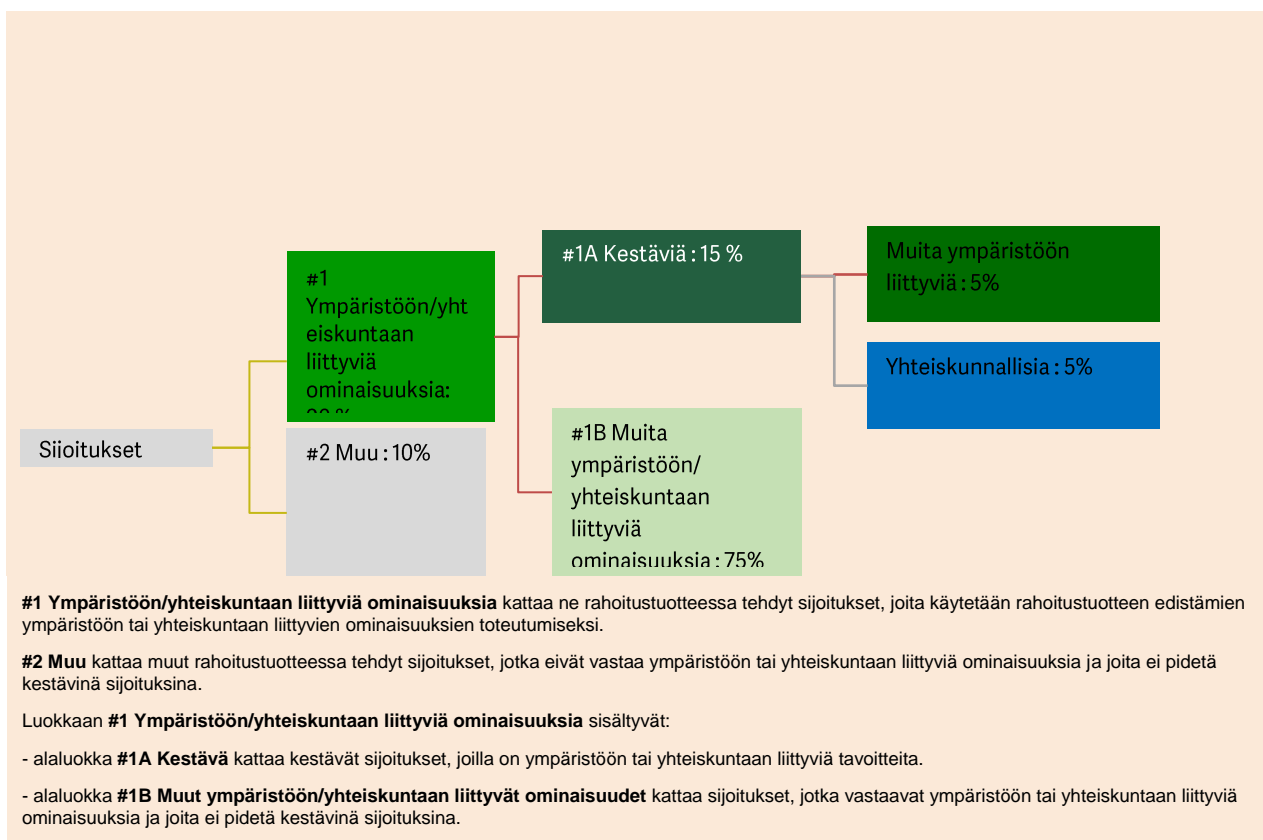 #1A Kestäviä : 15 %
Muita ympäristöön
liittyviä : 5%
#1
Ympäristöön/yht
eiskuntaan
liittyviä
ominaisuuksia:
Yhteiskunnallisia : 5%
Sijoitukset
#2 Muu : 10%
#1B Muita
ympäristöön/
yhteiskuntaan
liittyviä
ominaisuuksia : 75%
#1 Ympäristöön/yhteiskuntaan liittyviä ominaisuuksia kattaa ne rahoitustuotteessa tehdyt sijoitukset, joita käytetään rahoitustuotteen edistämien
ympäristöön tai yhteiskuntaan liittyvien ominaisuuksien toteutumiseksi.
#2 Muu kattaa muut rahoitustuotteessa tehdyt sijoitukset, jotka eivät vastaa ympäristöön tai yhteiskuntaan liittyviä ominaisuuksia ja joita ei pidetä
kestävinä sijoituksina.
Luokkaan #1 Ympäristöön/yhteiskuntaan liittyviä ominaisuuksia sisältyvät:
- alaluokka #1A Kestävä kattaa kestävät sijoitukset, joilla on ympäristöön tai yhteiskuntaan liittyviä tavoitteita.
- alaluokka #1B Muut ympäristöön/yhteiskuntaan liittyvät ominaisuudet kattaa sijoitukset, jotka vastaavat ympäristöön tai yhteiskuntaan liittyviä
ominaisuuksia ja joita ei pidetä kestävinä sijoituksina.